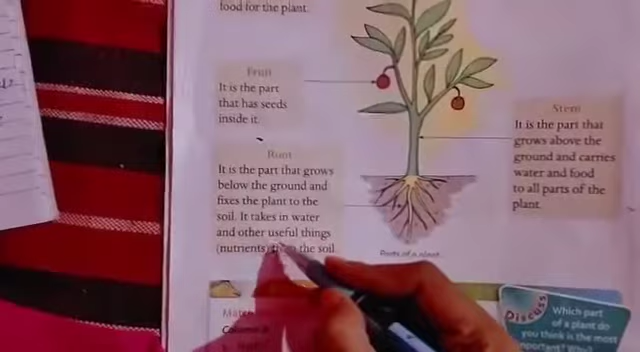 food for the plant.
Fruit
It is the part
that has seeds
inside it.
Root
It is the part that grows
below the ground and
fixes the plant to the
soil. It takes in water
and other useful things
(nutrients) from the soil.
Stem
It is the part that
grows above the
ground and carries
water and food
to all parts of the
plant.
Parts of a plant
Discuss
Which part
of a plant do
you think is the most
important? Why?